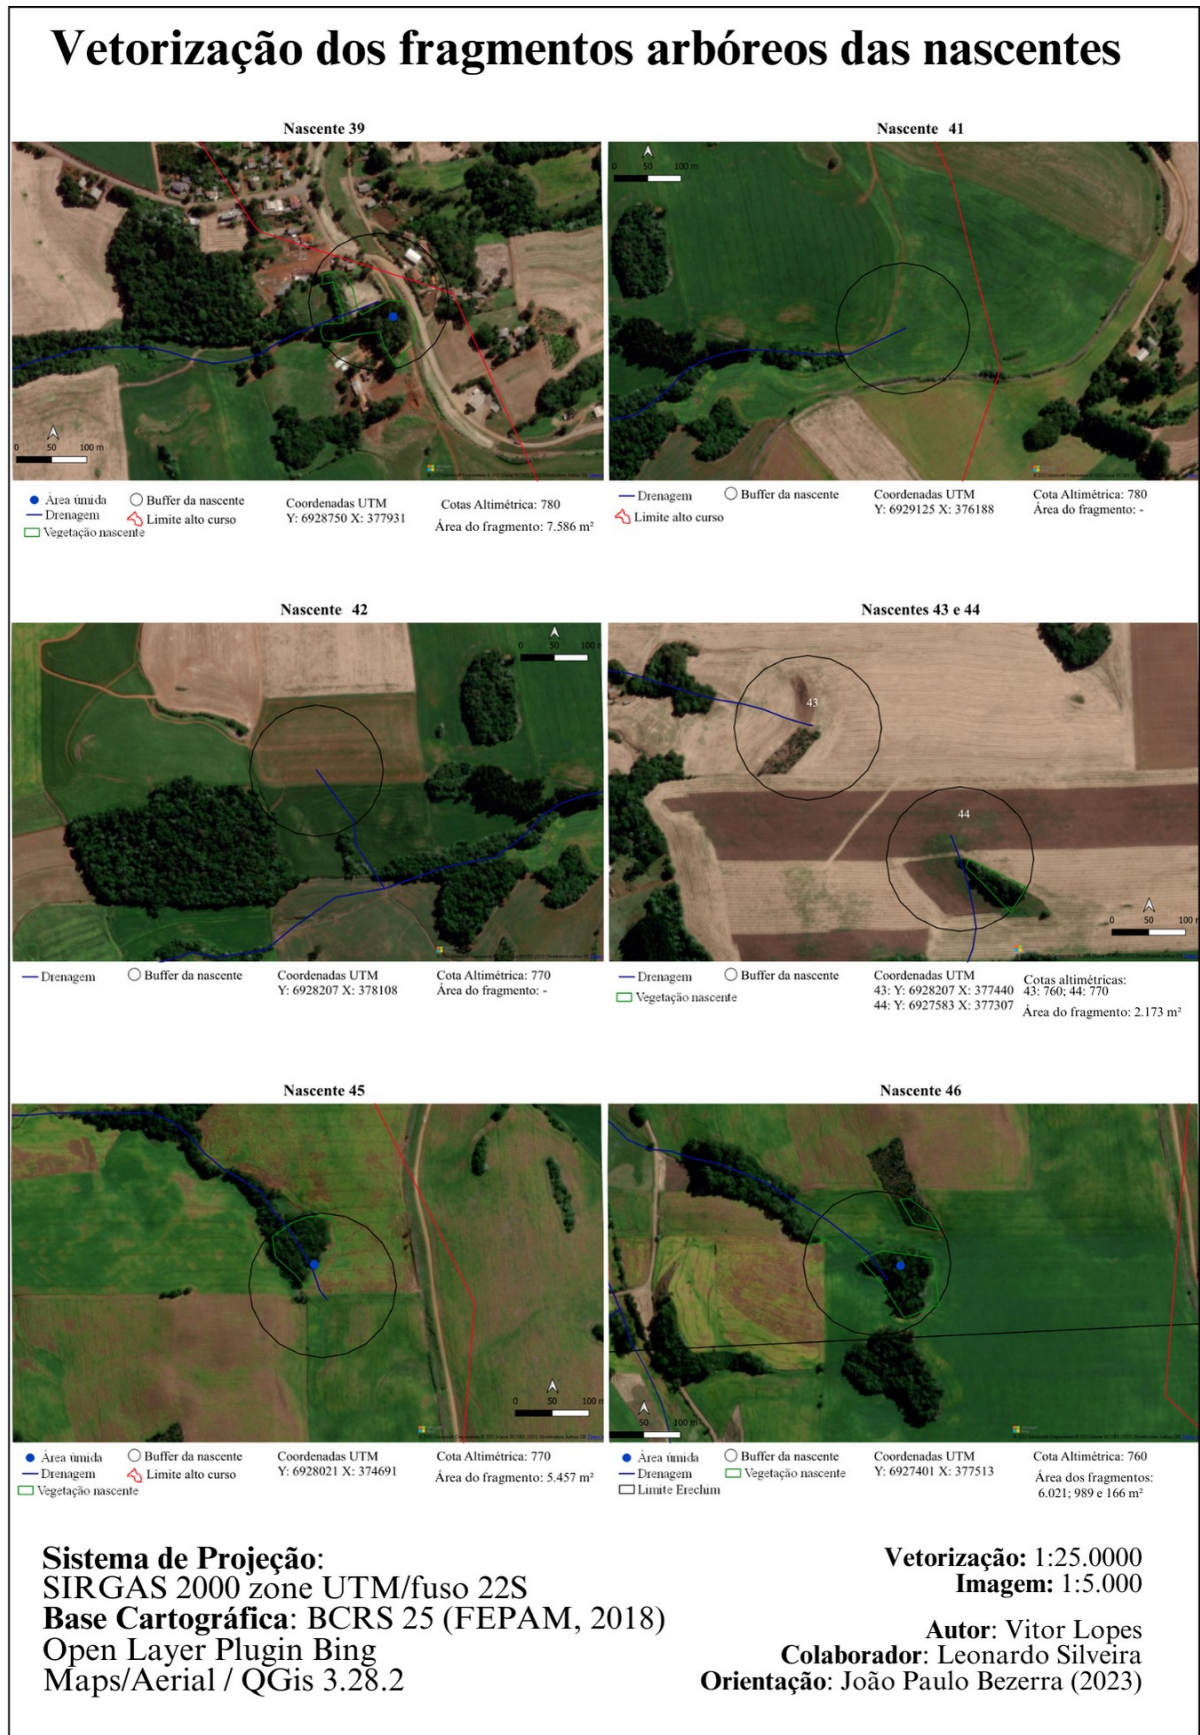 Vetorização dos fragmentos arbóreos das nascentes
Nascente 39
0 50 100 m
Área úmida
Drenagem
Vegetação nascente
Buffer da nascente
Limite alto curso
Coordenadas UTM
Y: 6928750 X: 377931
Cotas Altimétrica: 780
Área do fragmento: 7.586 m²
Nascente 41
0 50 100 m
Drenagem
Limite alto curso
Buffer da nascente
Coordenadas UTM
Y: 6929125 X: 376188
Cota Altimétrica: 780
Área do fragmento: -
Nascente 42
0 50 100 m
Drenagem
Buffer da nascente
Coordenadas UTM
Y: 6928207 X: 378108
Cota Altimétrica: 770
Área do fragmento: -
Nascentes 43 e 44
43
44
0 50 100 m
Drenagem
Vegetação nascente
Buffer da nascente
Coordenadas UTM
43: Y: 6928207 X: 377440
44: Y: 6927583 X: 377307
Cotas altimétricas:
43: 760; 44: 770
Área do fragmento: 2.173 m²
Nascente 45
0 50 100 m
Área úmida
Drenagem
Vegetação nascente
Buffer da nascente
Limite alto curso
Coordenadas UTM
Y: 6928021 X: 374691
Cota Altimétrica: 770
Área do fragmento: 5.457 m²
Nascente 46
50 100 m
Área úmida
Drenagem
Limite Erechim
Buffer da nascente
Vegetação nascente
Coordenadas UTM
Y: 6927401 X: 377513
Cota Altimétrica: 760
Área dos fragmentos:
6.021; 989 e 166 m²
Sistema de Projeção:
SIRGAS 2000 zone UTM/fuso 22S
Base Cartográfica: BCRS 25 (FEPAM, 2018)
Open Layer Plugin Bing
Maps/Aerial / QGis 3.28.2
Vetorização: 1:25.0000
Imagem: 1:5.000
Autor: Vitor Lopes
Colaborador: Leonardo Silveira
Orientação: João Paulo Bezerra (2023)